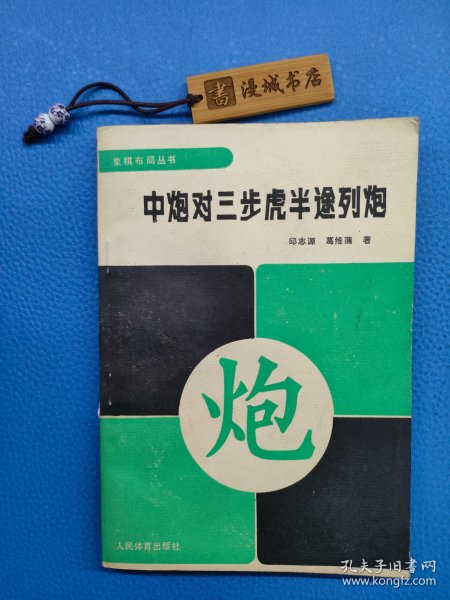 書 漫城书店
象棋布局丛书
中炮对三步虎半途列炮
邱志源 葛维蒲 著
炮
人民体育出版社
孔夫子旧书网
www.kongfz.com